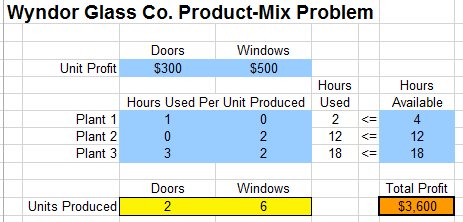 Wyndor Glass Co. Product-Mix Problem
Doors Windows
Unit Profit $300 $500
Hours Hours
Hours Used Per Unit Produced Used Available
Plant 1 1 0 2 <= 4
Plant 2 0 2 12 <= 12
Plant 3 3 2 18 <= 18
Doors Windows Total Profit
Units Produced 2 6 $3,600